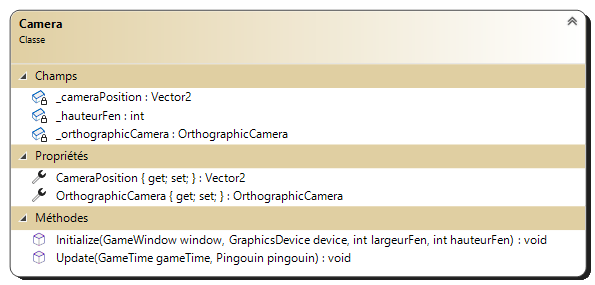 Camera
Classe
Champs
_cameraPosition : Vector2
_hauteurFen : int
_orthographicCamera : OrthographicCamera
Propriétés
CameraPosition { get; set; } : Vector2
OrthographicCamera { get; set; } : OrthographicCamera
Méthodes
Initialize(GameWindow window, GraphicsDevice device, int largeurFen, int hauteurFen) : void
Update(GameTime gameTime, Pingouin pingouin) : void